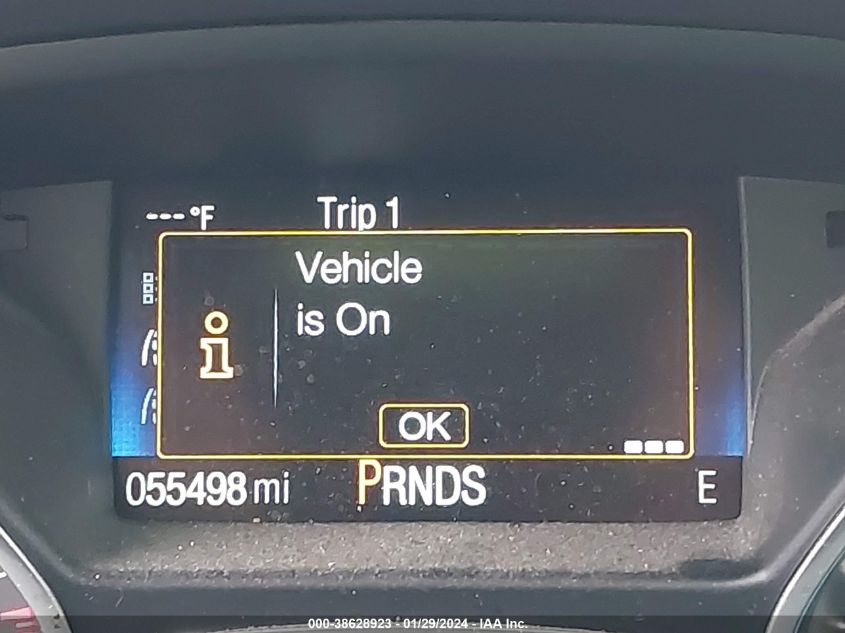 ---°F Trip 1
Vehicle
is On
i
OK
055498 mi PRNDS E
000-38628923 - 01/29/2024 - IAA Inc.